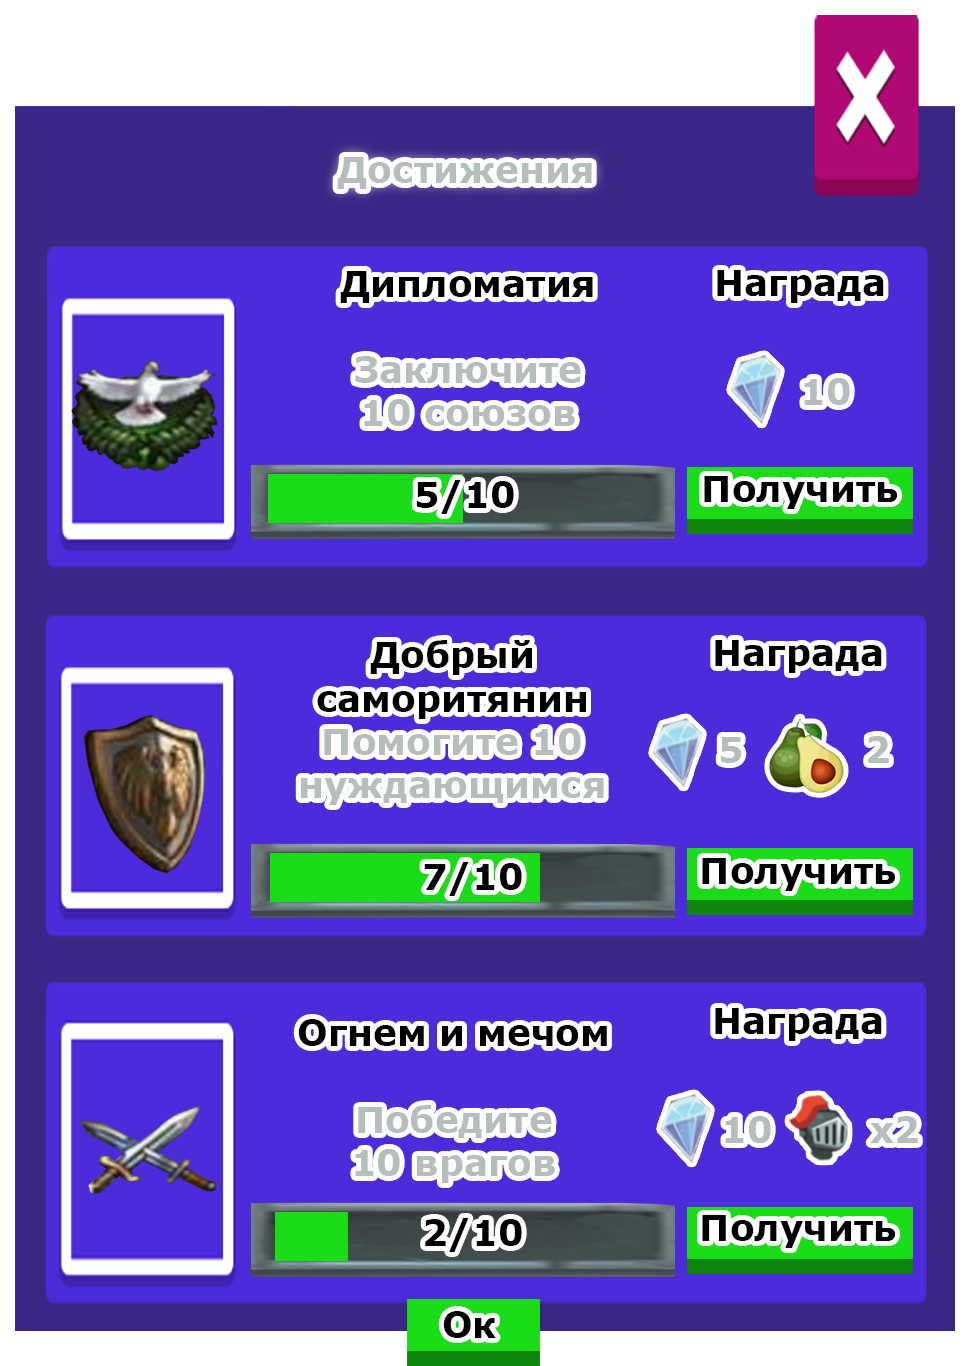 X
Достижения
Дипломатия
Награда
Заключите
10 союзов
10
5/10
Получить
Добрый
саморитянин
Награда
Помогите 10
нуждающимся
5
2
7/10
Получить
Огнем и мечом
Награда
Победите
10 врагов
10
x2
2/10
Получить
Ок